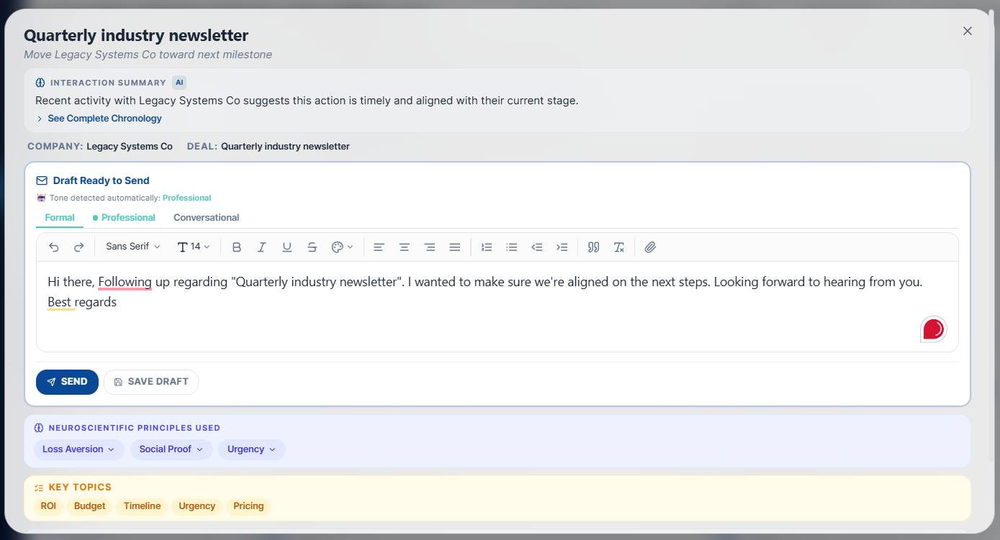 Quarterly industry newsletter
Move Legacy Systems Co toward next milestone
INTERACTION SUMMARY AI
Recent activity with Legacy Systems Co suggests this action is timely and aligned with their current stage.
See Complete Chronology
COMPANY: Legacy Systems Co DEAL: Quarterly industry newsletter
Draft Ready to Send
Tone detected automatically: Professional
Formal Professional Conversational
Sans Serif T 14 B I U S
Hi there, Following up regarding "Quarterly industry newsletter". I wanted to make sure we're aligned on the next steps. Looking forward to hearing from you.
Best regards
SEND SAVE DRAFT
NEUROSCIENTIFIC PRINCIPLES USED
Loss Aversion Social Proof Urgency
KEY TOPICS
ROI Budget Timeline Urgency Pricing